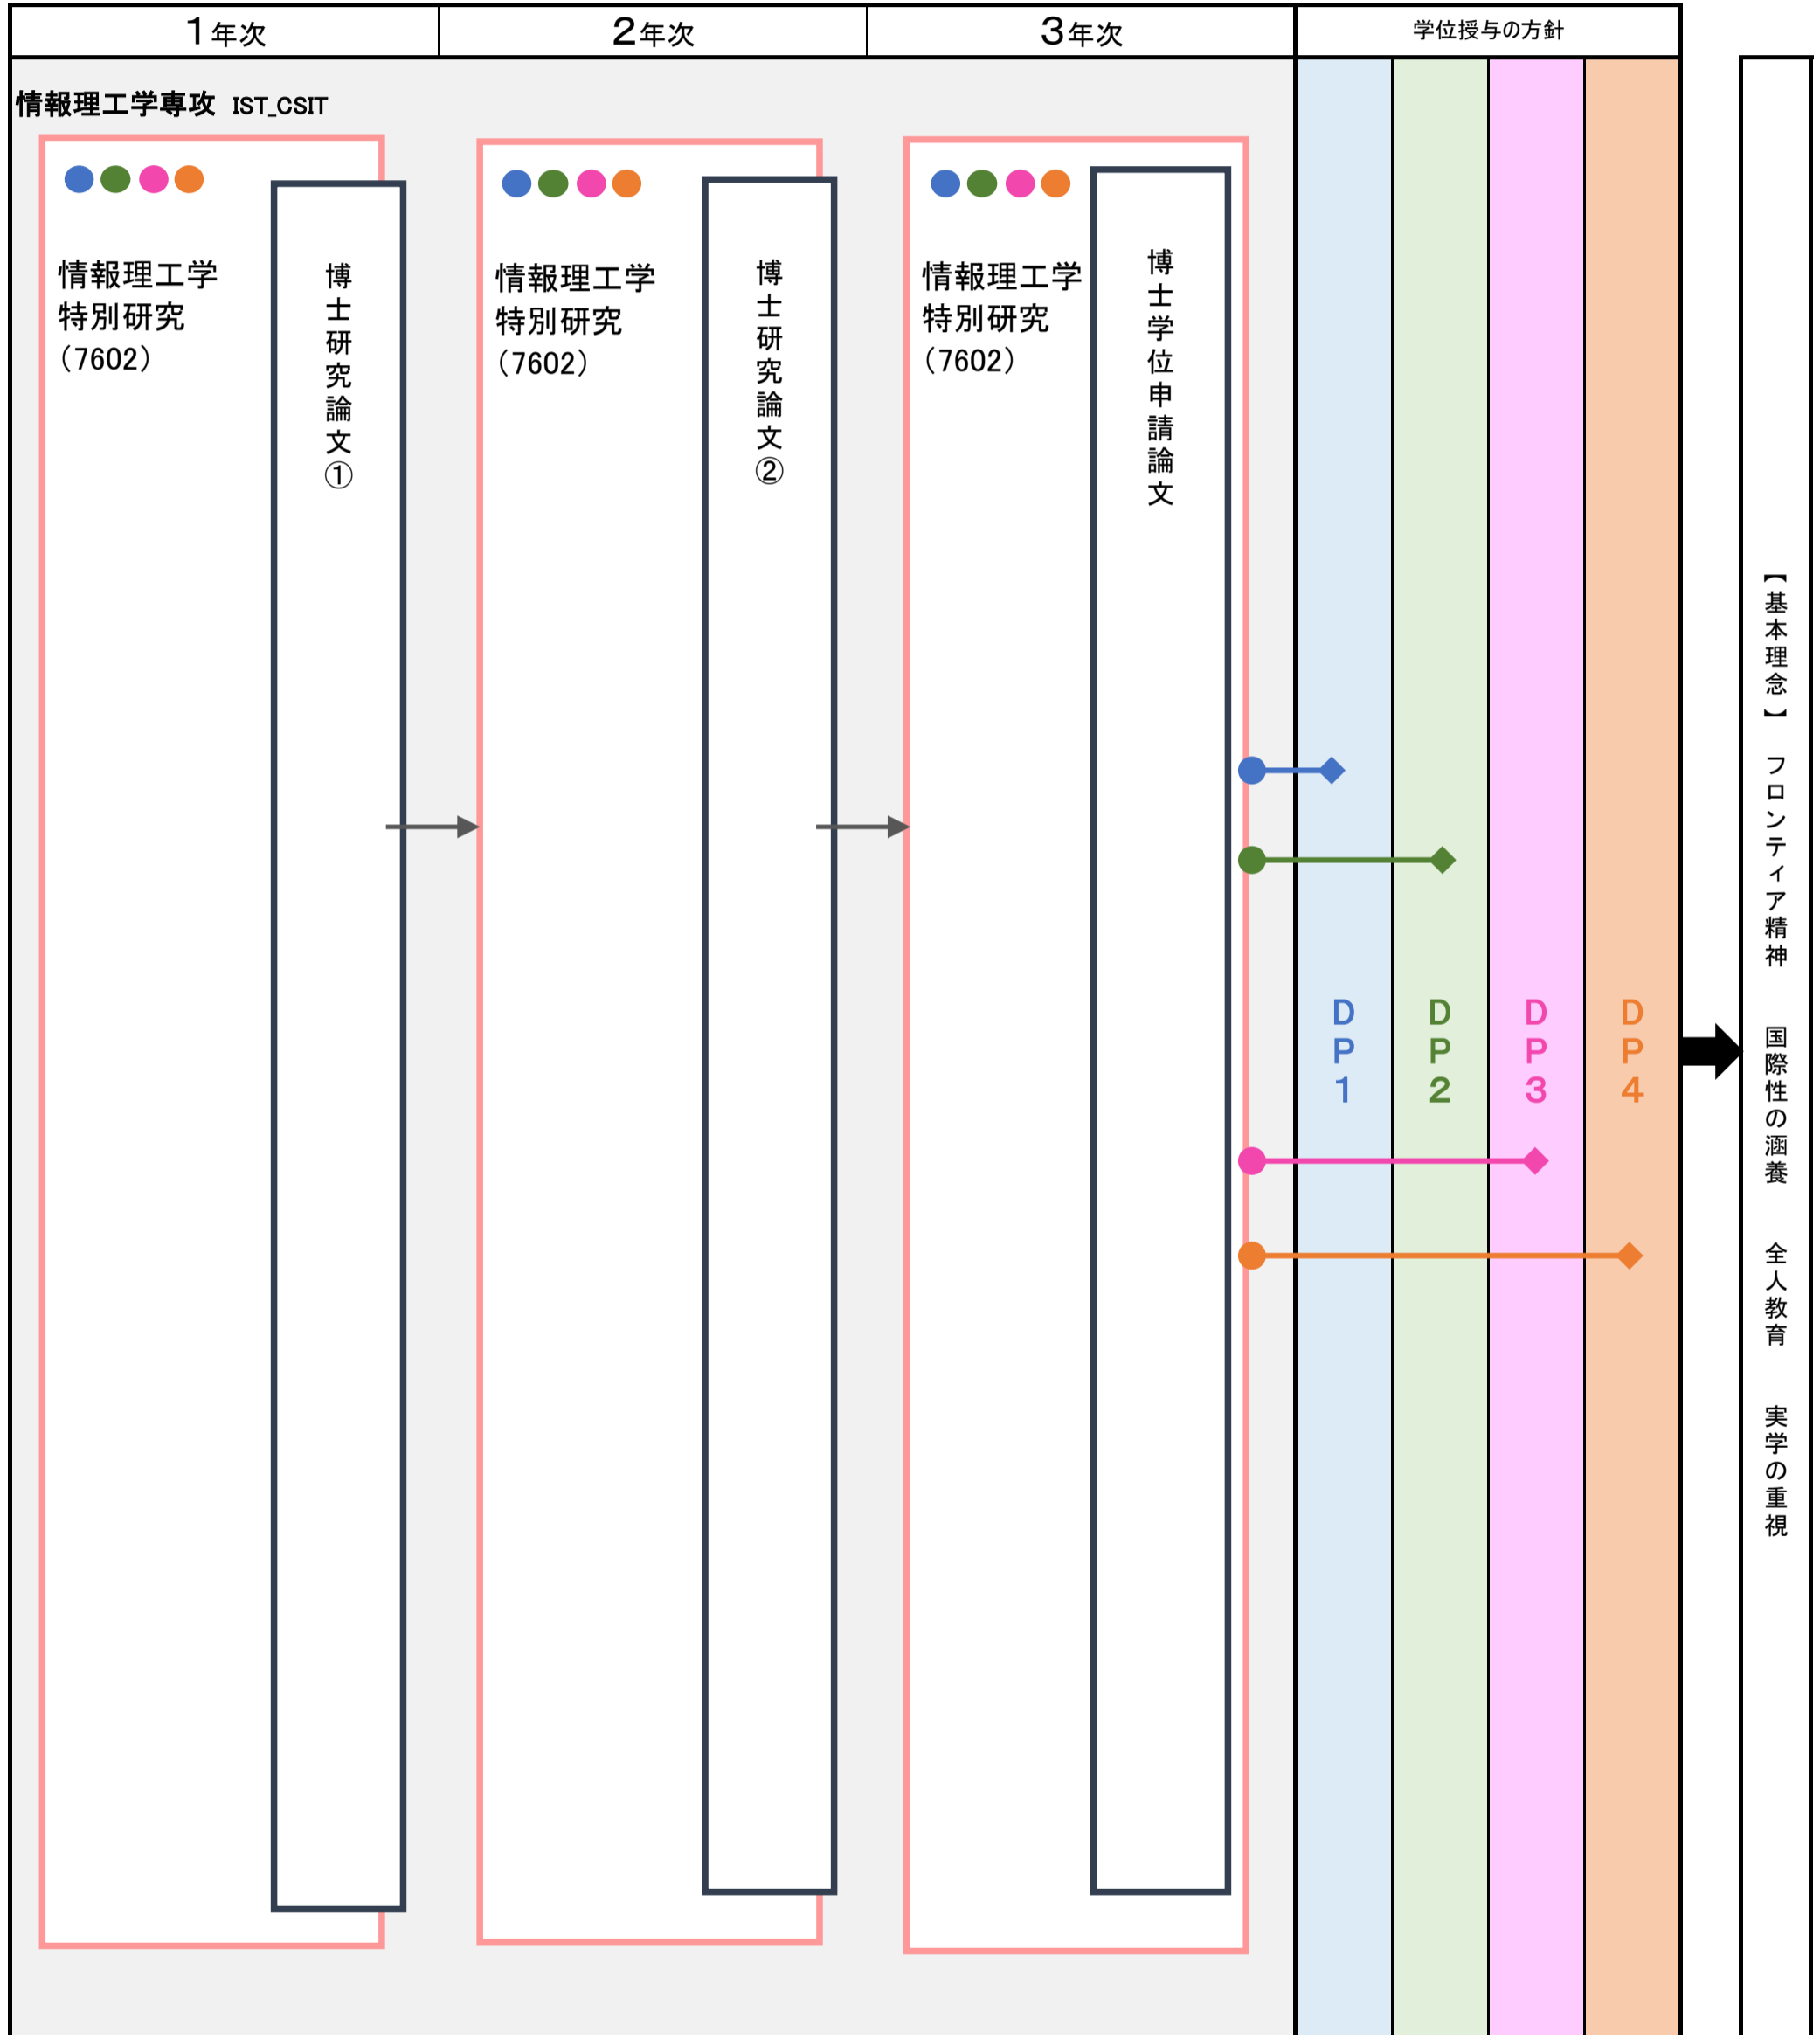 1年次
2年次
3年次
学位授与の方針
情報理工学専攻 IST_CSIT
情報理工学
特別研究
(7602)
博士研究論文①
情報理工学
特別研究
(7602)
博士研究論文②
情報理工学
特別研究
(7602)
博士学位申請論文
DP1
DP2
DP3
DP4
【基本理念】 フロンティア精神 国際性の涵養 全人教育 実学の重視